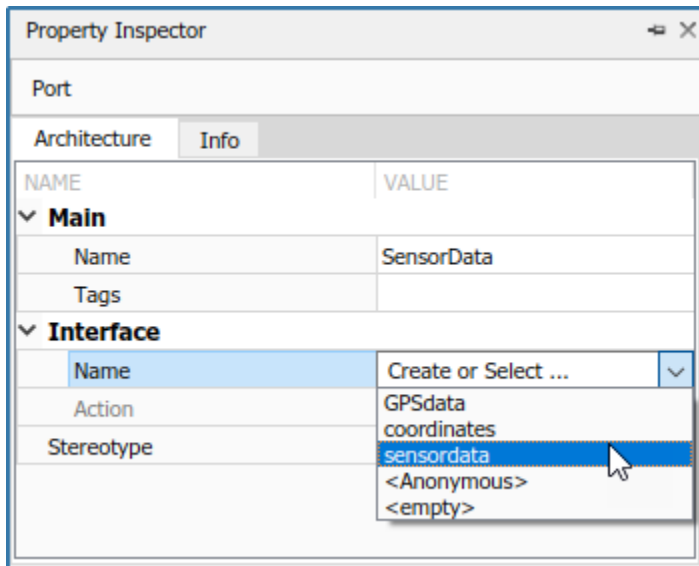 Property Inspector
Port
Architecture Info
NAME VALUE
Main
Name SensorData
Tags
Interface
Name Create or Select ...
Action GPSdata
coordinates
Stereotype sensordata
<Anonymous>
<empty>